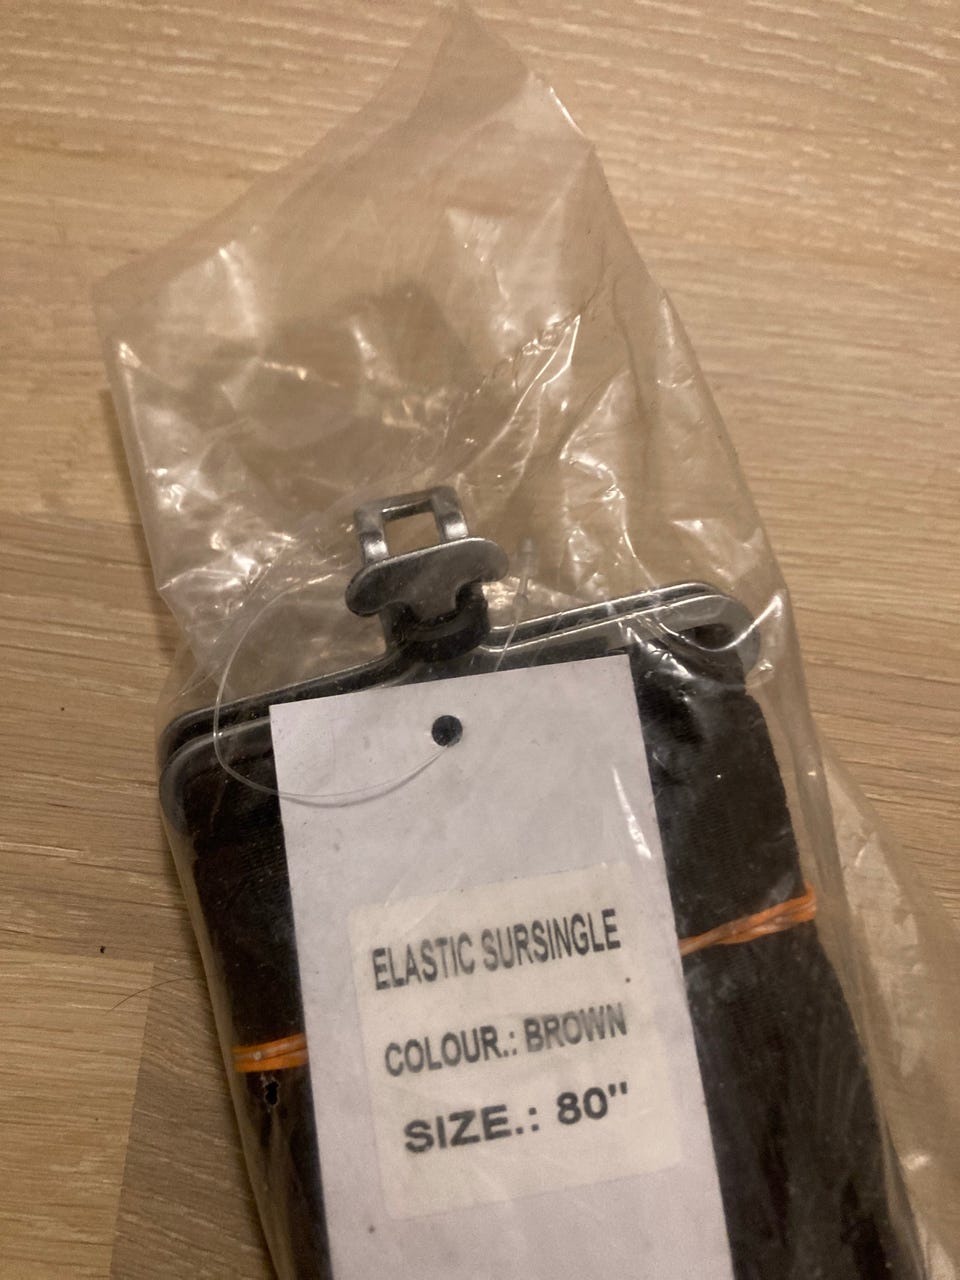 ELASTIC SURSINGLE
COLOUR.: BROWN
SIZE.: 80"